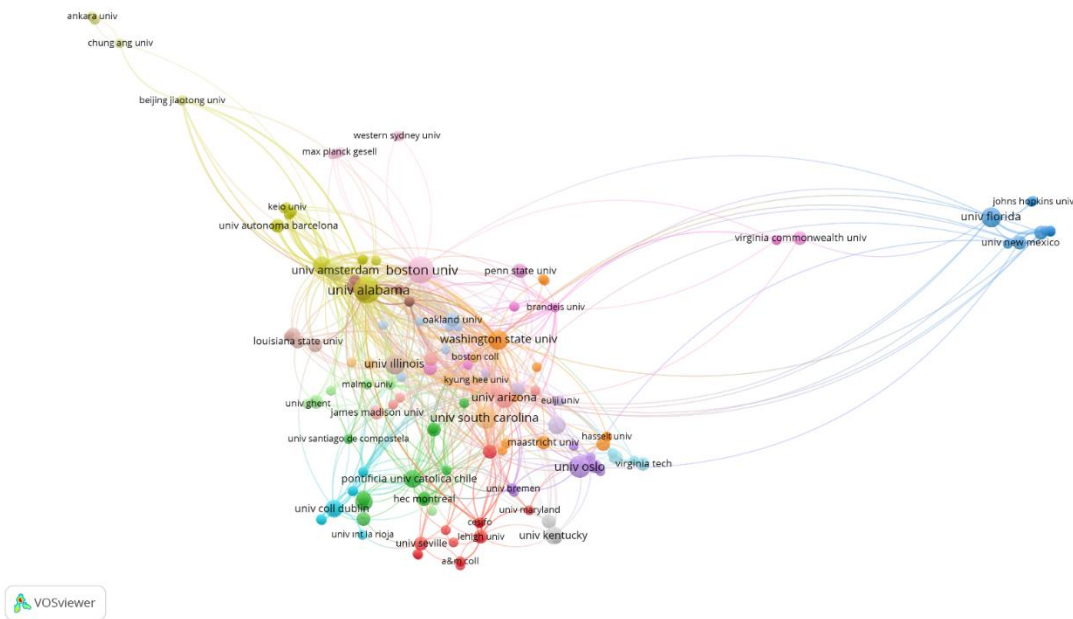 ankara univ
chung ang univ
beijing jiaotong univ
western sydney univ
max planck gesell
johns hopkins univ
keio univ
univ florida
univ autonoma barcelona
virginia commonwealth univ
univ new mexico
univ amsterdam
boston univ
penn state univ
univ alabama
brandeis univ
oakland univ
louisiana state univ
washington state univ
boston coll
univ illinois
kyung hee univ
malmo univ
univ arizona
eulji univ
univ ghent
james madison univ
univ south carolina
univ santiago de compostela
maastricht univ
hasselt univ
univ oslo
virginia tech
pontificia univ catolica chile
univ bremen
hec montreal
univ coll dublin
univ maryland
cesifo
univ int la rioja
lehigh univ
univ kentucky
univ seville
a&m coll
VOSviewer